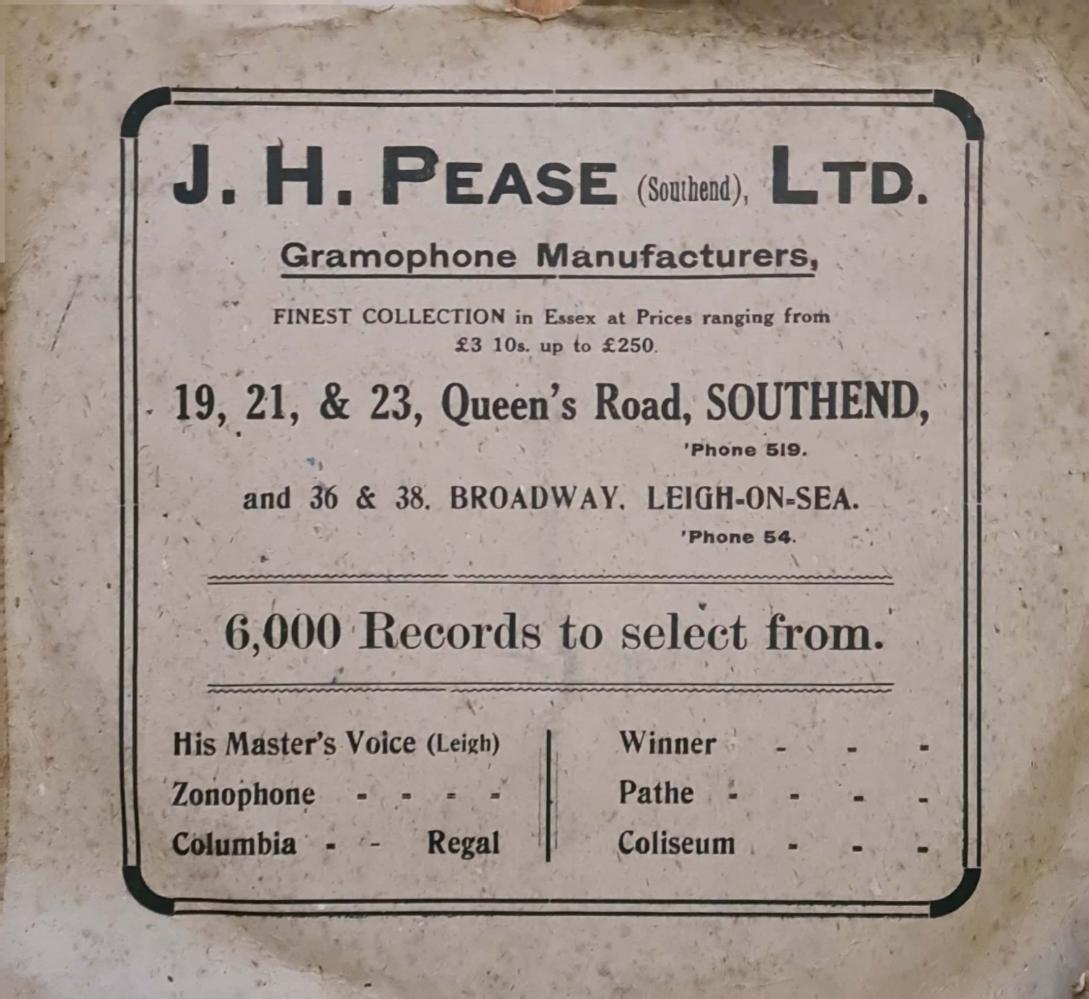 J. H. PEASE (Southend), LTD.
Gramophone Manufacturers,
FINEST COLLECTION in Essex at Prices ranging from
£3 10s. up to £250.
19, 21, & 23, Queen's Road, SOUTHEND,
'Phone 519.
and 36 & 38, BROADWAY, LEIGH-ON-SEA.
'Phone 54.
6,000 Records to select from.
His Master's Voice (Leigh)
Zonophone - - - -
Columbia - - Regal
Winner - - -
Pathe - - - -
Coliseum - - -